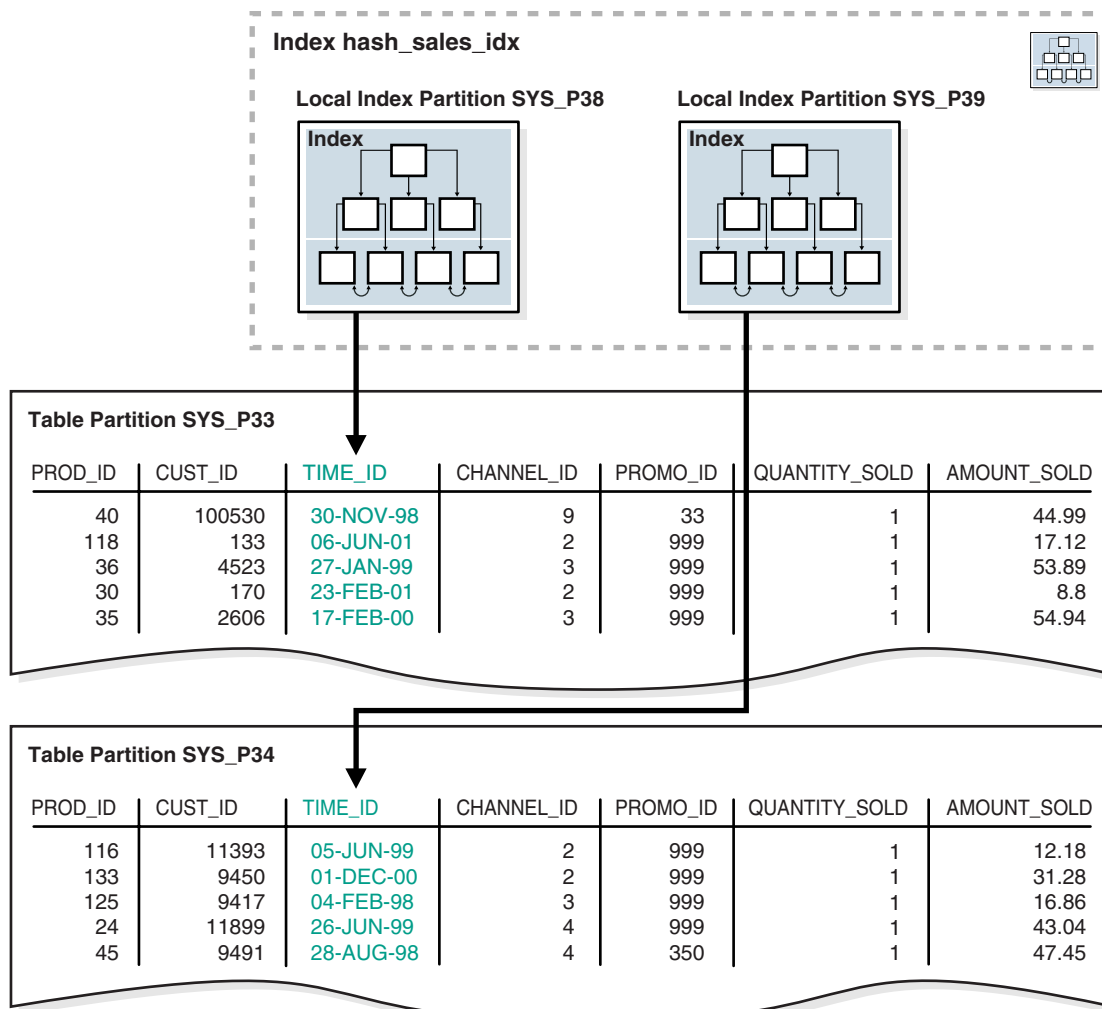 Index hash_sales_idx
Local Index Partition SYS_P38 Local Index Partition SYS_P39
Index Index
Table Partition SYS_P33
PROD_ID CUST_ID TIME_ID CHANNEL_ID PROMO_ID QUANTITY_SOLD AMOUNT_SOLD
40 100530 30-NOV-98 9 33 1 44.99
118 133 06-JUN-01 2 999 1 17.12
36 4523 27-JAN-99 3 999 1 53.89
30 170 23-FEB-01 2 999 1 8.8
35 2606 17-FEB-00 3 999 1 54.94
Table Partition SYS_P34
PROD_ID CUST_ID TIME_ID CHANNEL_ID PROMO_ID QUANTITY_SOLD AMOUNT_SOLD
116 11393 05-JUN-99 2 999 1 12.18
133 9450 01-DEC-00 2 999 1 31.28
125 9417 04-FEB-98 3 999 1 16.86
24 11899 26-JUN-99 4 999 1 43.04
45 9491 28-AUG-98 4 350 1 47.45